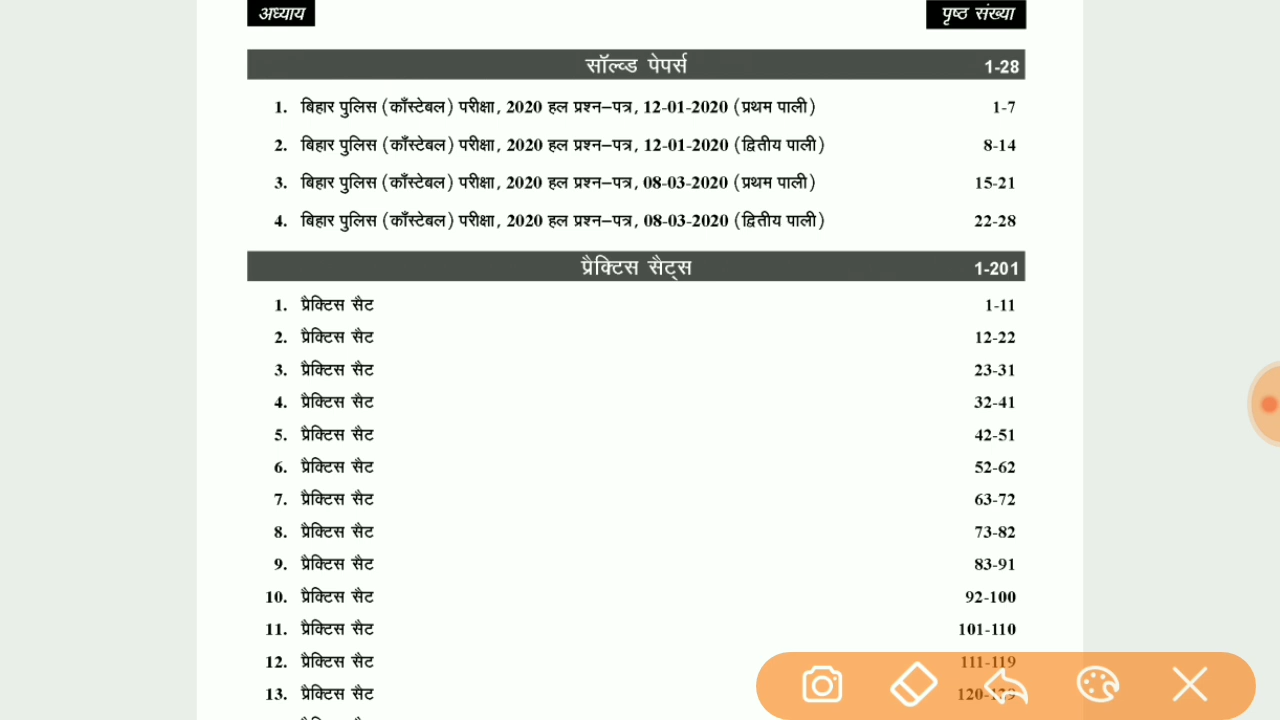 अध्याय पृष्ठ संख्या
सॉल्व्ड पेपर्स 1-28
1. बिहार पुलिस (काँस्टेबल) परीक्षा, 2020 हल प्रश्न–पत्र, 12-01-2020 (प्रथम पाली) 1-7
2. बिहार पुलिस (काँस्टेबल) परीक्षा, 2020 हल प्रश्न–पत्र, 12-01-2020 (द्वितीय पाली) 8-14
3. बिहार पुलिस (काँस्टेबल) परीक्षा, 2020 हल प्रश्न–पत्र, 08-03-2020 (प्रथम पाली) 15-21
4. बिहार पुलिस (काँस्टेबल) परीक्षा, 2020 हल प्रश्न–पत्र, 08-03-2020 (द्वितीय पाली) 22-28
प्रैक्टिस सैट्स 1-201
1. प्रैक्टिस सैट 1-11
2. प्रैक्टिस सैट 12-22
3. प्रैक्टिस सैट 23-31
4. प्रैक्टिस सैट 32-41
5. प्रैक्टिस सैट 42-51
6. प्रैक्टिस सैट 52-62
7. प्रैक्टिस सैट 63-72
8. प्रैक्टिस सैट 73-82
9. प्रैक्टिस सैट 83-91
10. प्रैक्टिस सैट 92-100
11. प्रैक्टिस सैट 101-110
12. प्रैक्टिस सैट 111-119
13. प्रैक्टिस सैट